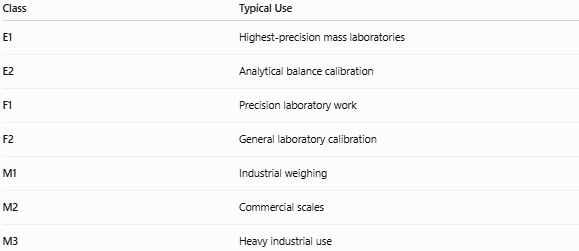 Class Typical Use
E1 Highest-precision mass laboratories
E2 Analytical balance calibration
F1 Precision laboratory work
F2 General laboratory calibration
M1 Industrial weighing
M2 Commercial scales
M3 Heavy industrial use